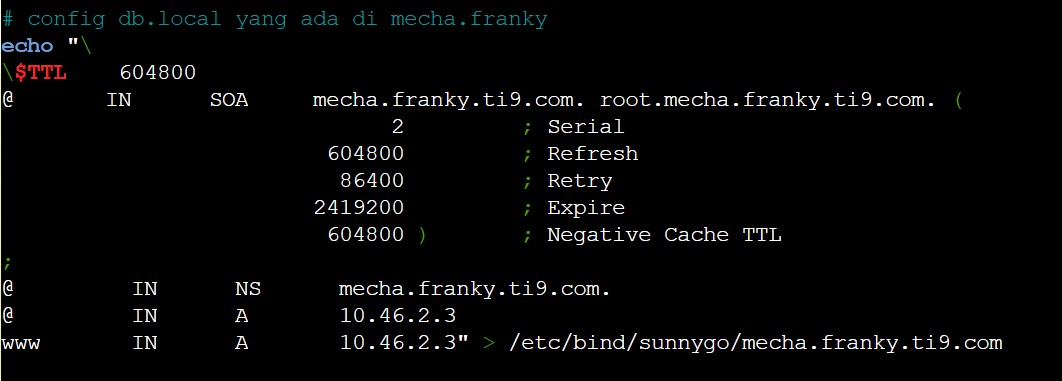 # config db.local yang ada di mecha.franky
echo "\
\$TTL    604800
@       IN      SOA     mecha.franky.ti9.com. root.mecha.franky.ti9.com. (
                              2         ; Serial
                         604800         ; Refresh
                          86400         ; Retry
                        2419200         ; Expire
                         604800 )       ; Negative Cache TTL
;
@         IN      NS      mecha.franky.ti9.com.
@         IN      A       10.46.2.3
www       IN      A       10.46.2.3" > /etc/bind/sunnygo/mecha.franky.ti9.com